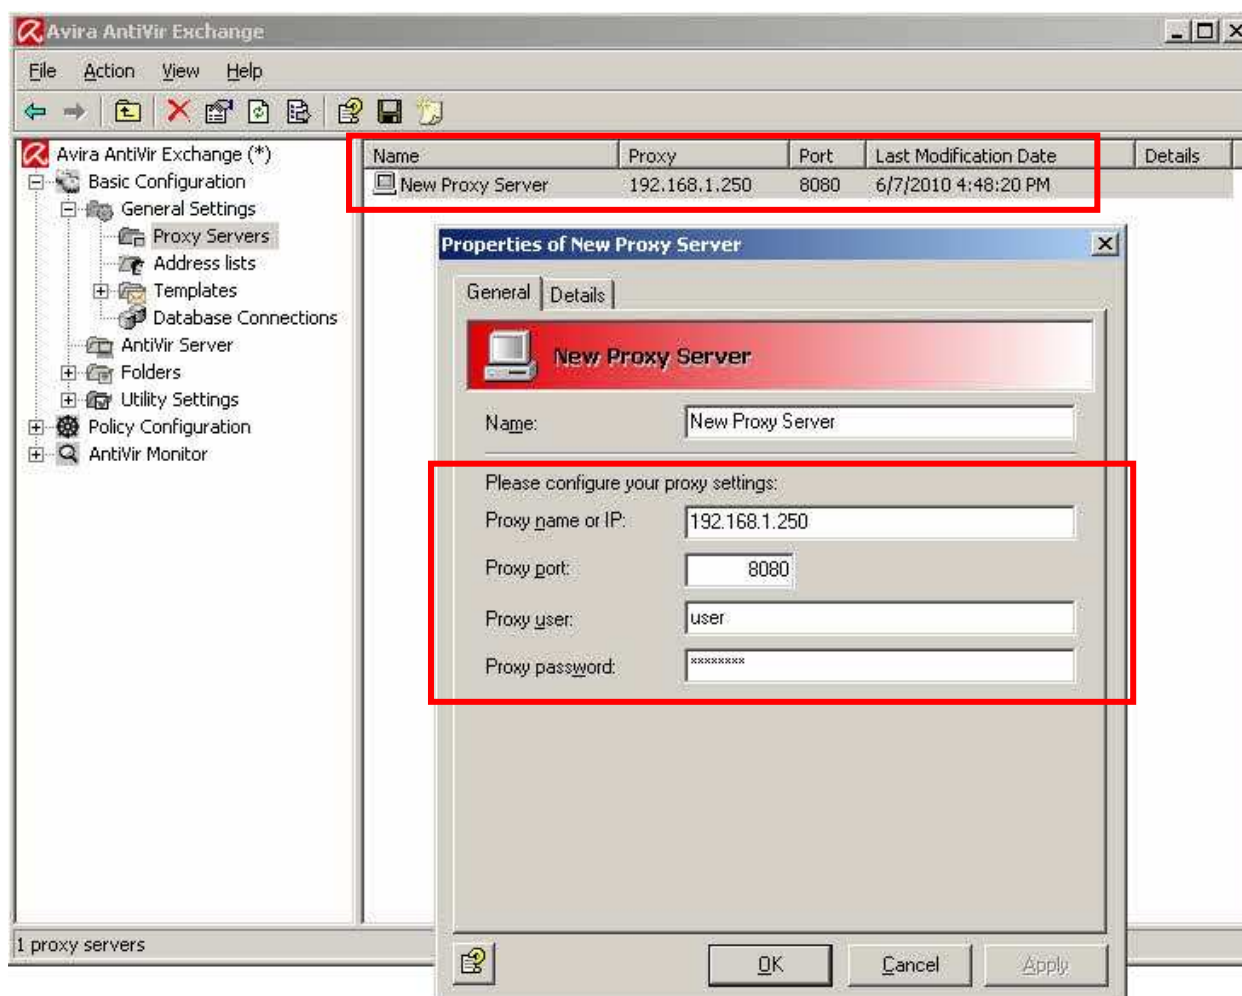 Avira AntiVir Exchange
File Action View Help
Avira AntiVir Exchange (*)
Basic Configuration
General Settings
Proxy Servers
Address lists
Templates
Database Connections
AntiVir Server
Folders
Utility Settings
Policy Configuration
AntiVir Monitor
Name Proxy Port Last Modification Date Details
New Proxy Server 192.168.1.250 8080 6/7/2010 4:48:20 PM
Properties of New Proxy Server
General Details
New Proxy Server
Name: New Proxy Server
Please configure your proxy settings:
Proxy name or IP: 192.168.1.250
Proxy port: 8080
Proxy user: user
Proxy password: ********
OK Cancel Apply
1 proxy servers